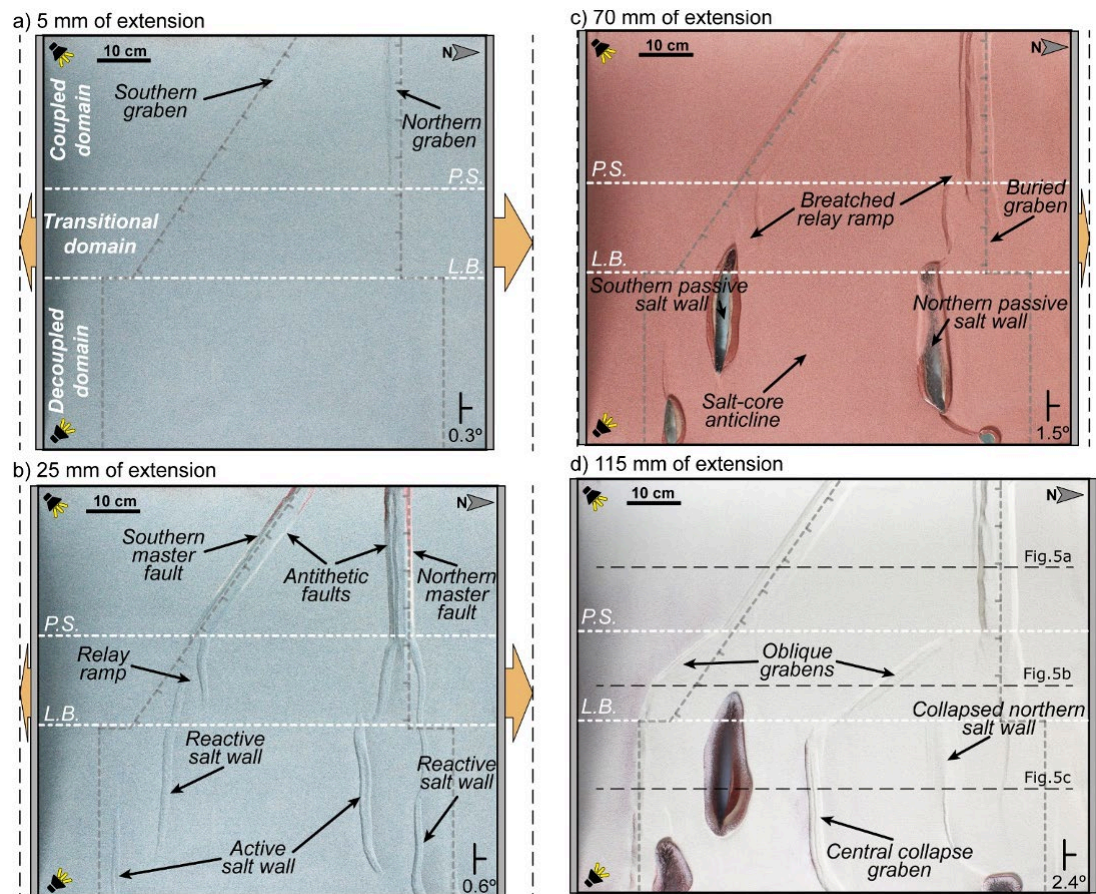 a) 5 mm of extension
10 cm
N
Southern
graben
Northern
graben
Coupled
domain
P.S.
Transitional
domain
L.B.
Decoupled
domain
0.3º
b) 25 mm of extension
10 cm
N
Southern
master
fault
Antithetic
faults
Northern
master
fault
P.S.
Relay
ramp
L.B.
Reactive
salt wall
Reactive
salt wall
Active
salt wall
0.6º
c) 70 mm of extension
10 cm
N
P.S.
Breatched
relay ramp
Buried
graben
L.B.
Southern passive
salt wall
Northern passive
salt wall
Salt-core
anticline
1.5º
d) 115 mm of extension
10 cm
N
Fig.5a
P.S.
Oblique
grabens
Fig.5b
L.B.
Collapsed northern
salt wall
Fig.5c
Central collapse
graben
2.4º